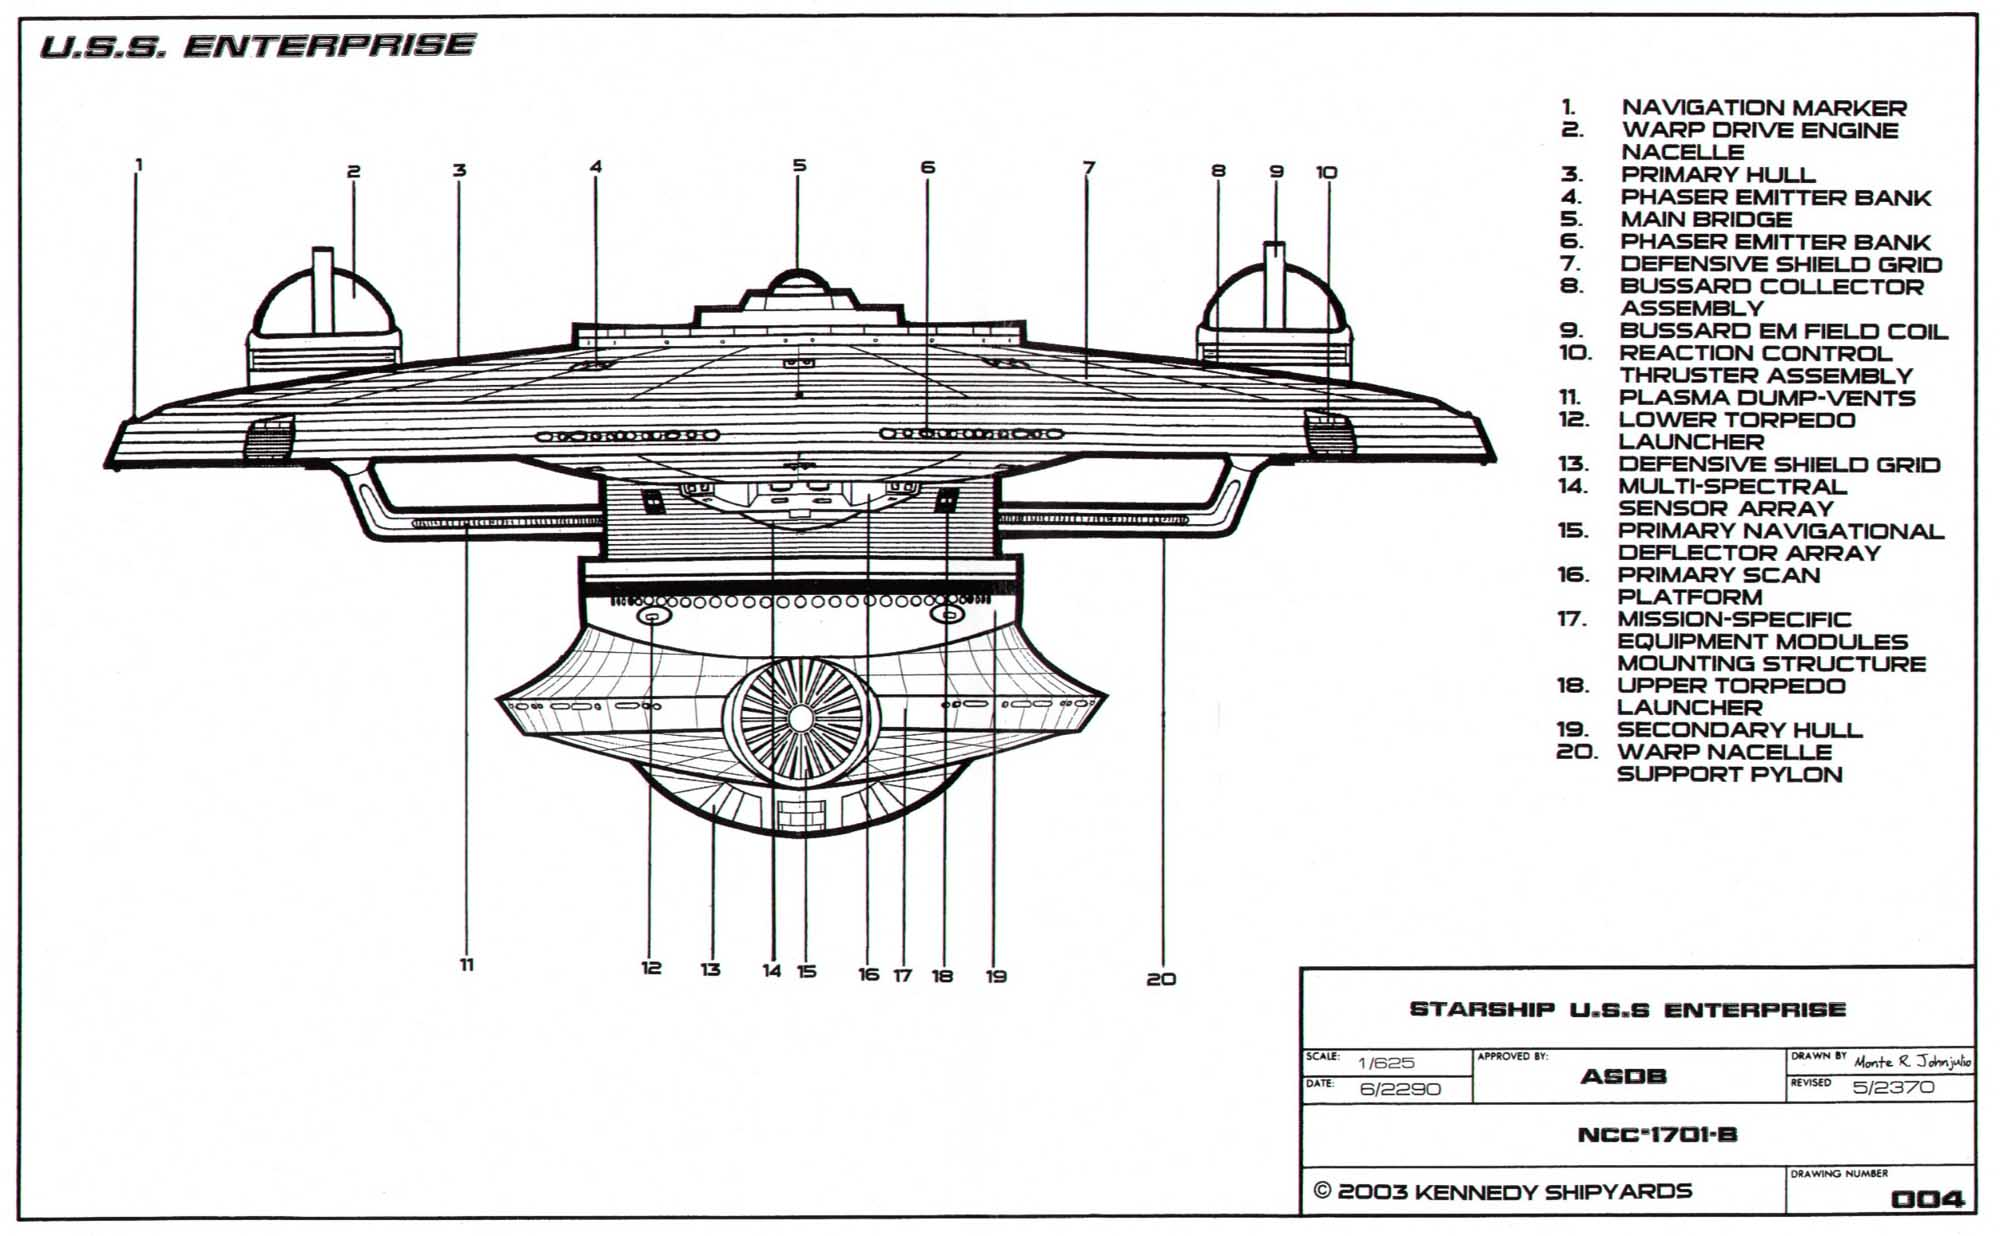 U.S.S. ENTERPRISE
1 2 3 4 5 6 7 8 9 10
1. NAVIGATION MARKER
2. WARP DRIVE ENGINE
NACELLE
3. PRIMARY HULL
4. PHASER EMITTER BANK
5. MAIN BRIDGE
6. PHASER EMITTER BANK
7. DEFENSIVE SHIELD GRID
8. BUSSARD COLLECTOR
ASSEMBLY
9. BUSSARD EM FIELD COIL
10. REACTION CONTROL
THRUSTER ASSEMBLY
11. PLASMA DUMP-VENTS
12. LOWER TORPEDO
LAUNCHER
13. DEFENSIVE SHIELD GRID
14. MULTI-SPECTRAL
SENSOR ARRAY
15. PRIMARY NAVIGATIONAL
DEFLECTOR ARRAY
16. PRIMARY SCAN
PLATFORM
17. MISSION-SPECIFIC
EQUIPMENT MODULES
MOUNTING STRUCTURE
18. UPPER TORPEDO
LAUNCHER
19. SECONDARY HULL
20. WARP NACELLE
SUPPORT PYLON
11 12 13 14 15 16 17 18 19 20
STARSHIP U.S.S ENTERPRISE
SCALE: 1/625
DATE: 6/2290
APPROVED BY:
ASDB
DRAWN BY Monte R. Johnjulio
REVISED 5/2370
NCC-1701-B
© 2003 KENNEDY SHIPYARDS
DRAWING NUMBER
004